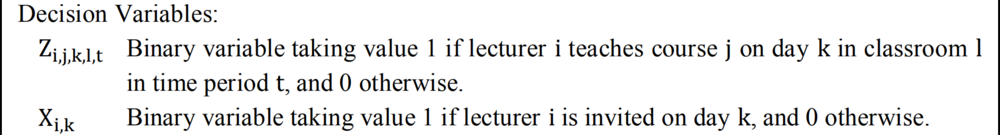 Decision Variables:
Z_{i,j,k,l,t} Binary variable taking value 1 if lecturer i teaches course j on day k in classroom l
in time period t, and 0 otherwise.
X_{i,k} Binary variable taking value 1 if lecturer i is invited on day k, and 0 otherwise.